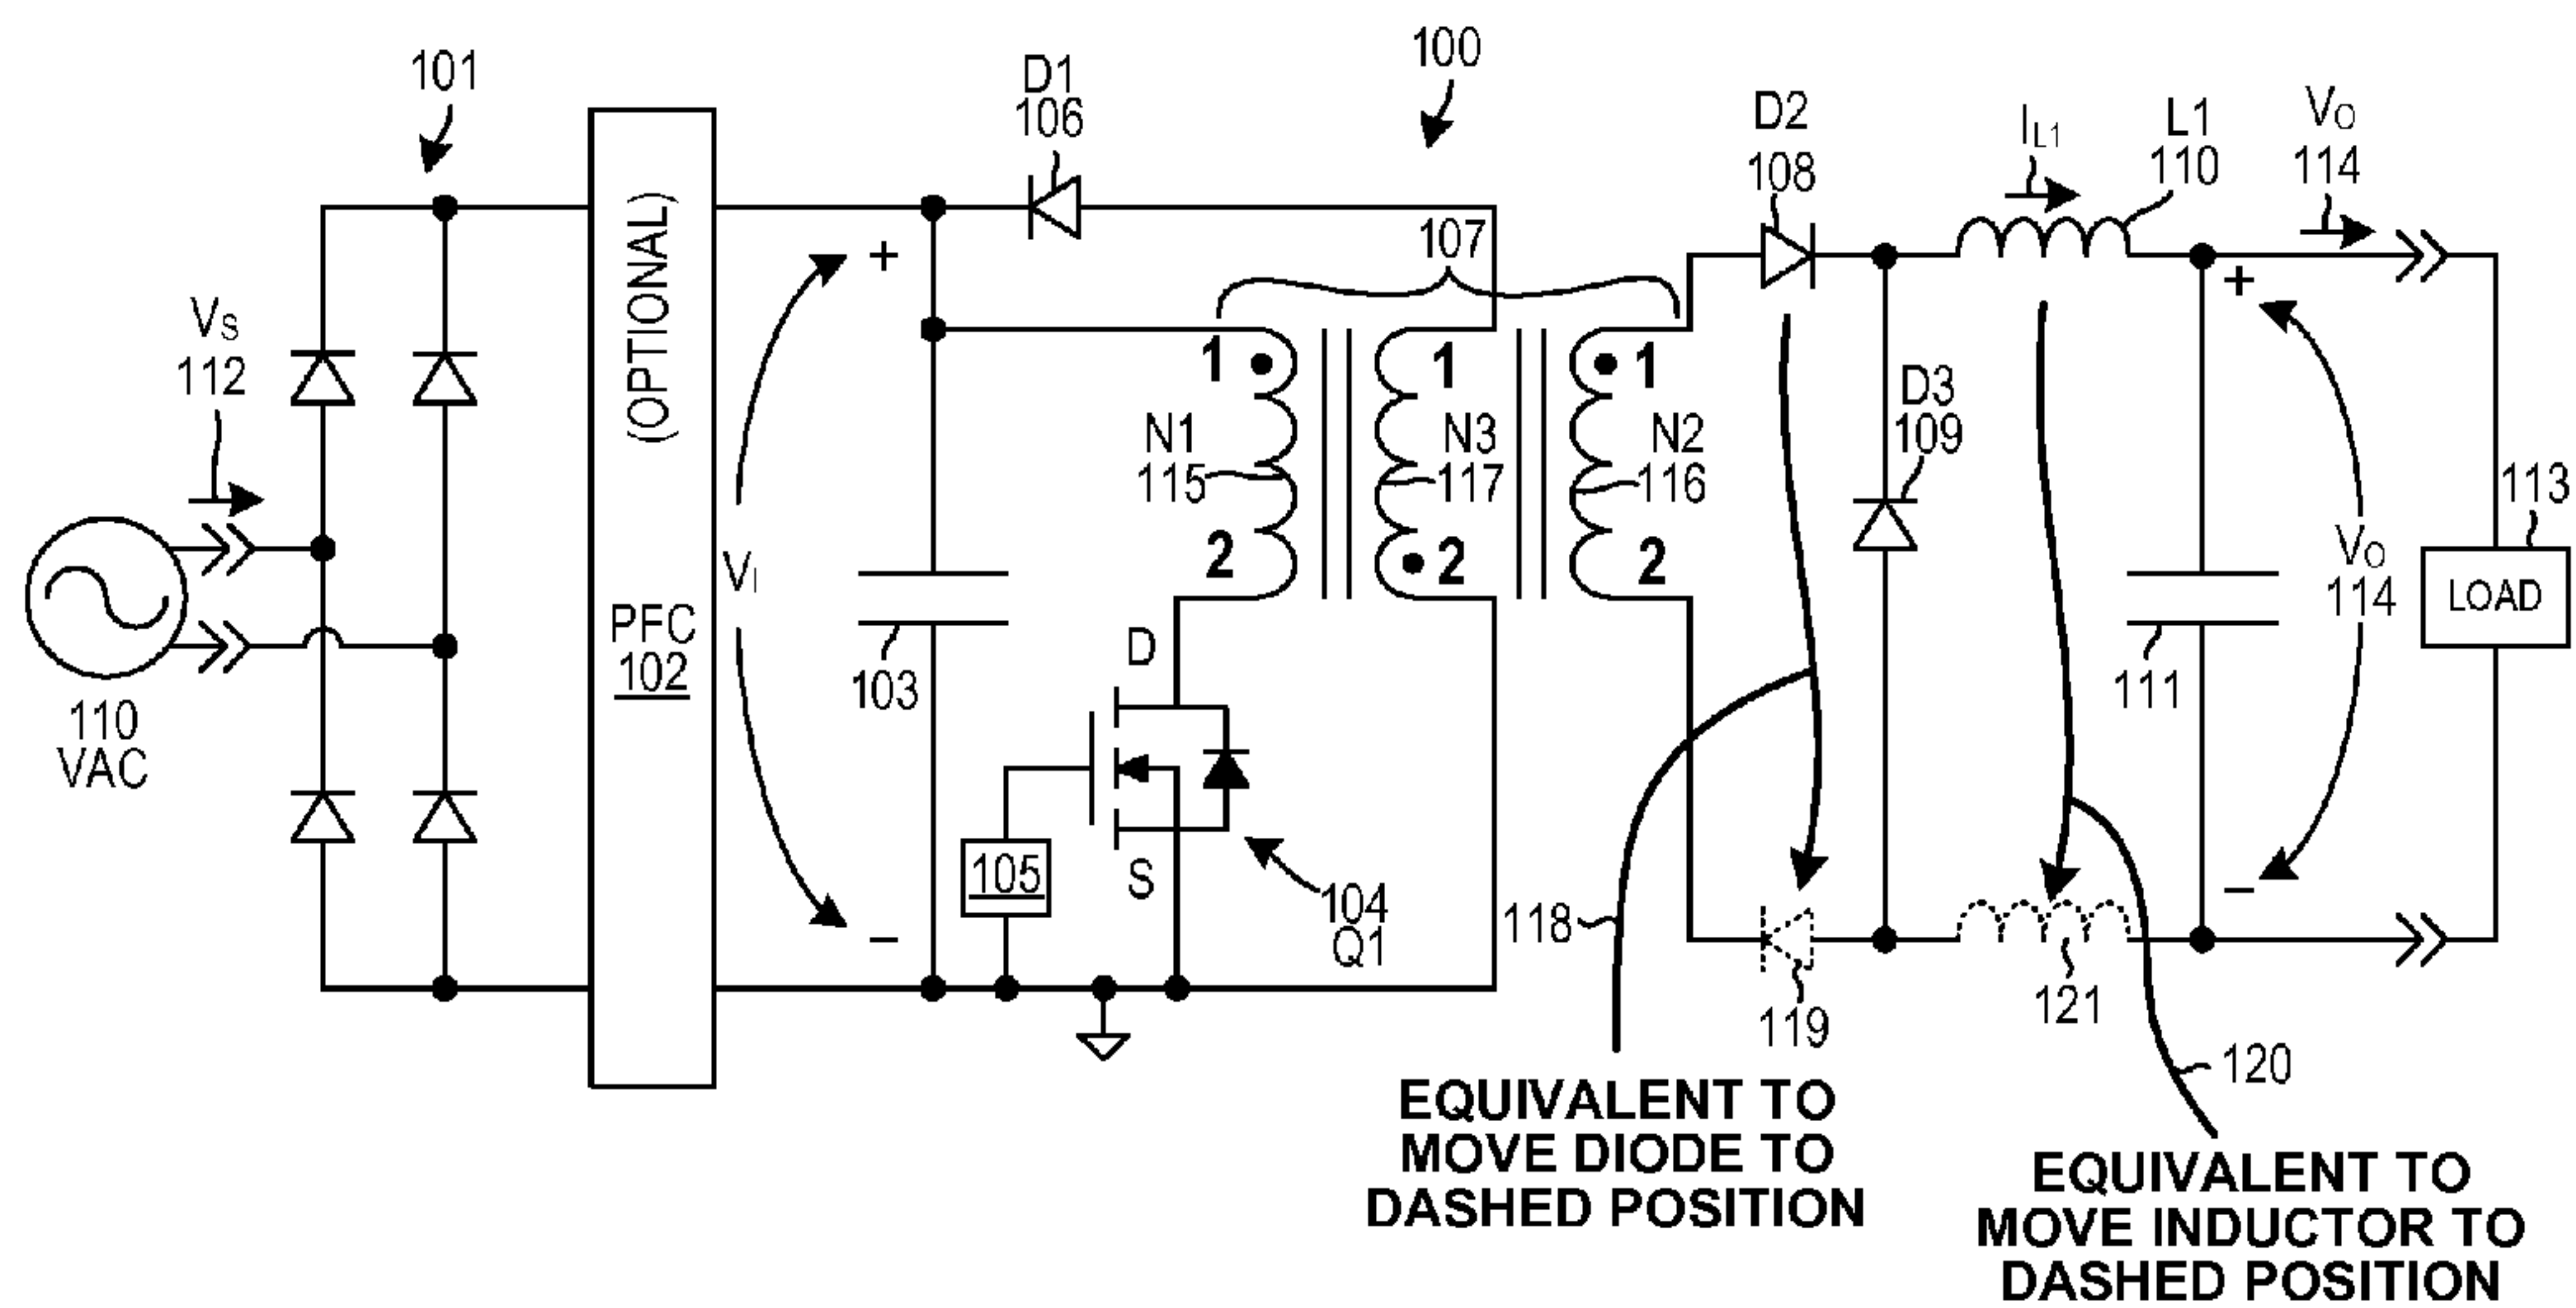 101
D1
106
100
D2
108
IL1
L1
110
VO
114
107
VS
112
(OPTIONAL)
+
+
1
1
1
D3
109
N1
115
N3
117
N2
116
113
2
2
2
VI
VO
114
LOAD
PFC
102
103
D
111
110
VAC
105
S
104
Q1
118
−
−
119
121
120
EQUIVALENT TO
MOVE DIODE TO
DASHED POSITION
EQUIVALENT TO
MOVE INDUCTOR TO
DASHED POSITION